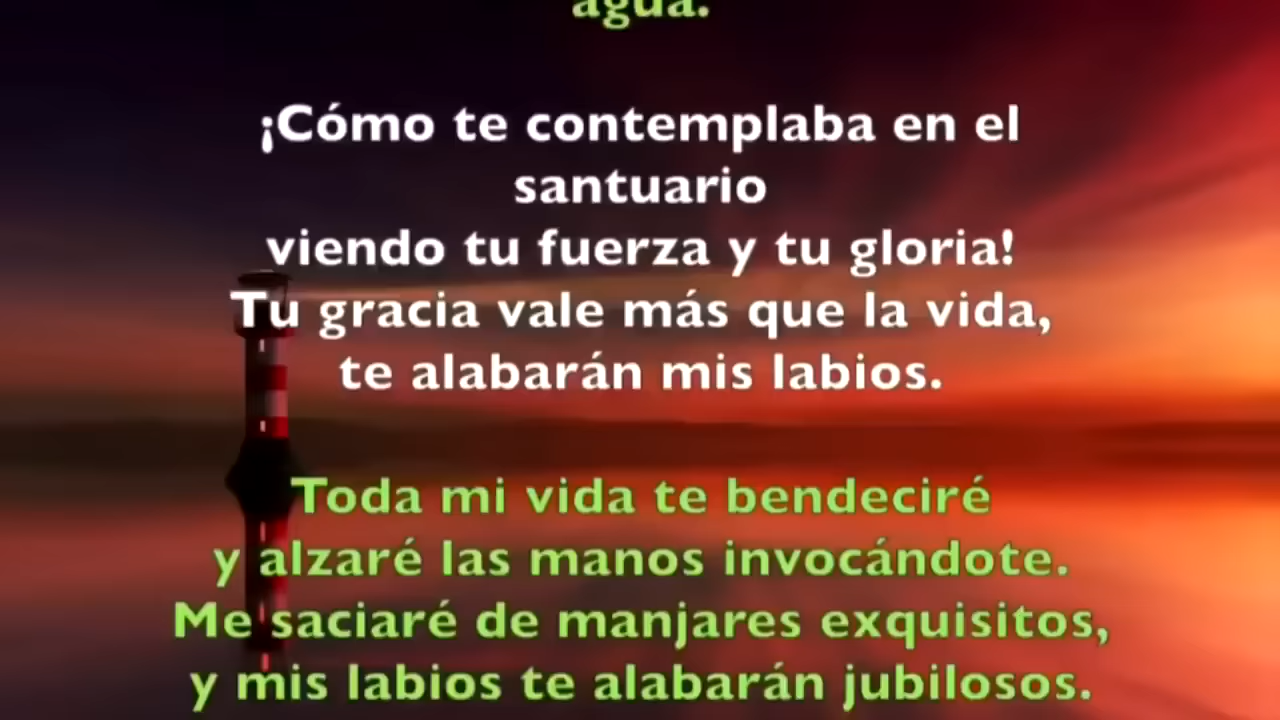 agua.
¡Cómo te contemplaba en el
santuario
viendo tu fuerza y tu gloria!
Tu gracia vale más que la vida,
te alabarán mis labios.
Toda mi vida te bendeciré
y alzaré las manos invocándote.
Me saciaré de manjares exquisitos,
y mis labios te alabarán jubilosos.